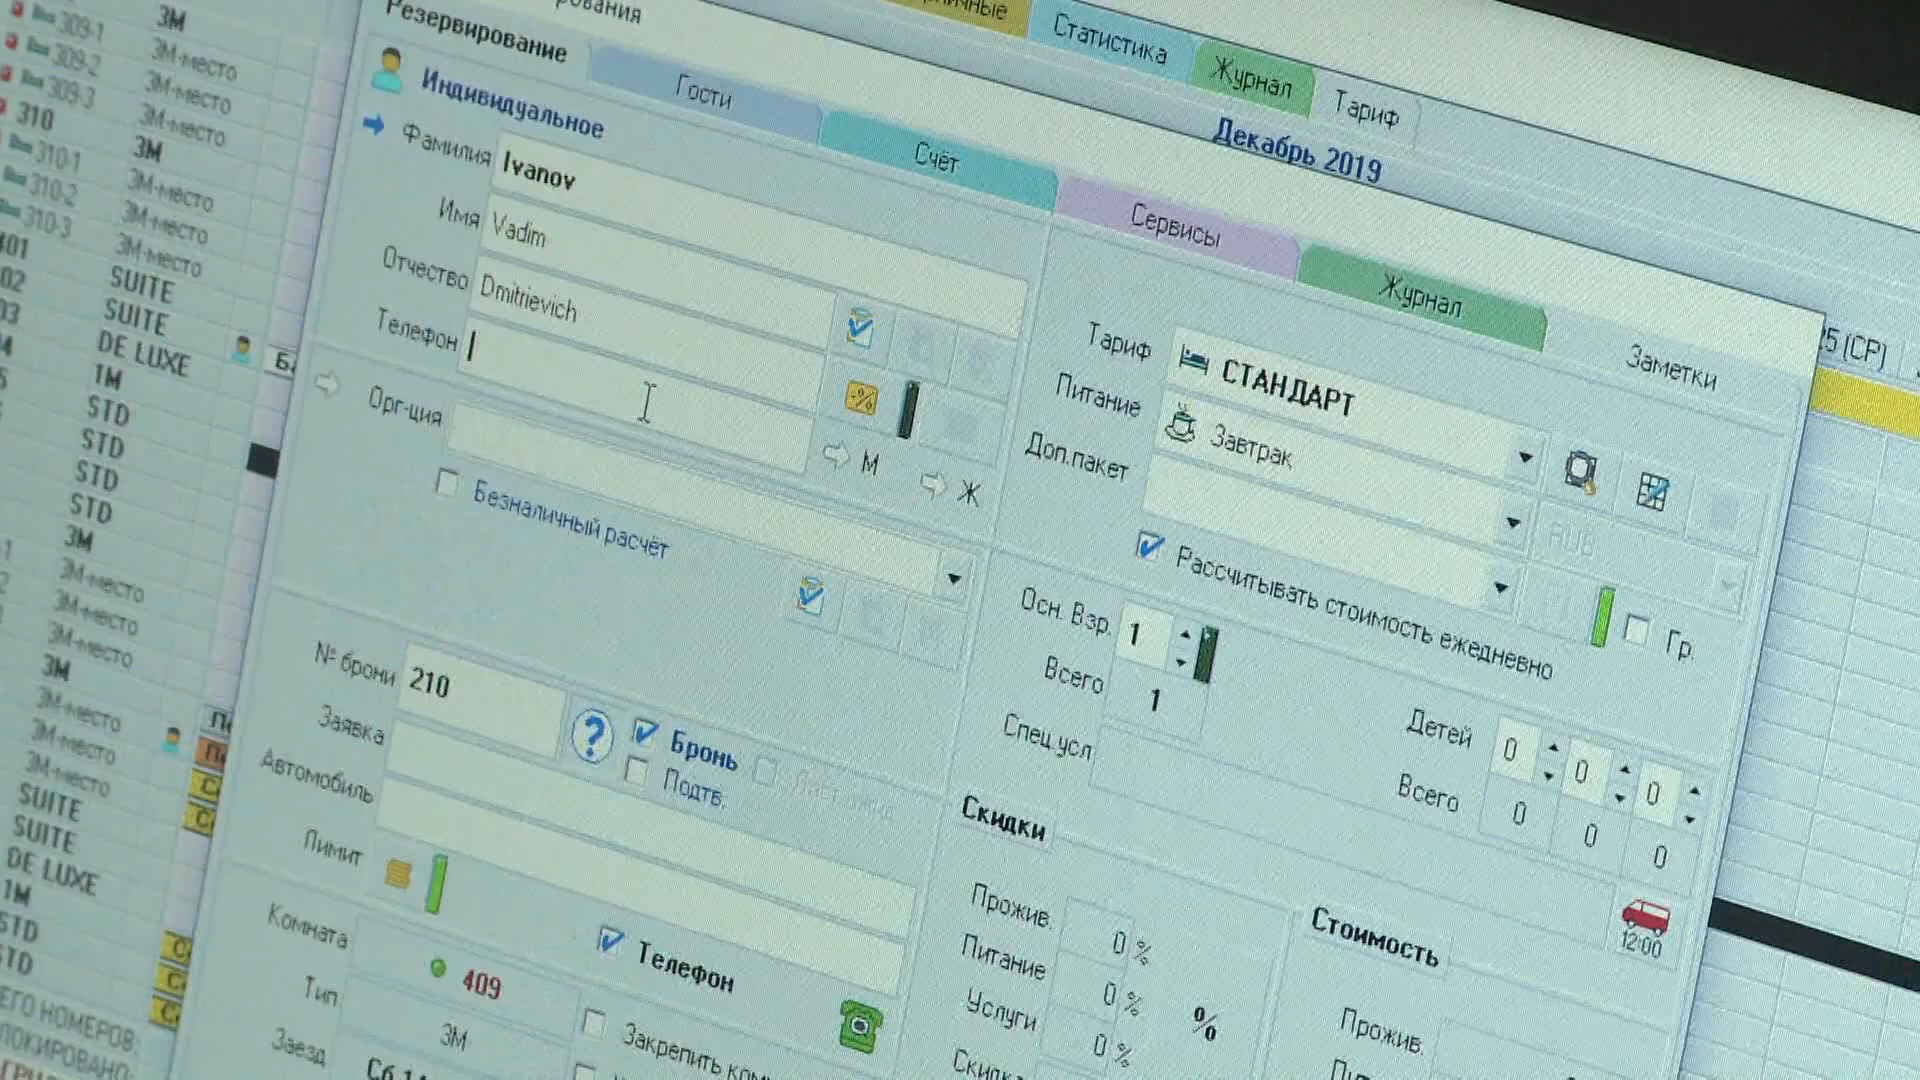 Статистика
Журнал
Тариф
Декабрь 2019
Резервирование
Гости
Счёт
Сервисы
Журнал
Заметки
Индивидуальное
Фамилия Ivanov
Имя Vadim
Отчество Dmitrievich
Телефон
М
Ж
Орг-ция
Безналичный расчёт
№ брони 210
Бронь
Подтв.
Заявка
Автомобиль
Лимит
Телефон
Комната 409
Тип 3М
Заезд
Закрепить
Тариф СТАНДАРТ
Питание Завтрак
Доп.пакет
RUB
Рассчитывать стоимость ежедневно
Гр.
Осн. Взр. 1
Всего 1
Детей 0 0 0
Всего 0 0 0
Спец.усл
12:00
Скидки
Прожив. 0 %
Питание 0 %
Услуги 0 %
%
Стоимость
Прожив.
25 (СР)
309-1 3М
309-2 3М-место
309-3 3М-место
310 3М-место
310-1 3М
310-2 3М-место
310-3 3М-место
3М-место
SUITE
SUITE
DE LUXE
1М
STD
STD
STD
STD
3М
3М-место
3М-место
3М-место
3М
3М-место
3М-место
3М-место
SUITE
SUITE
DE LUXE
1М
STD
STD